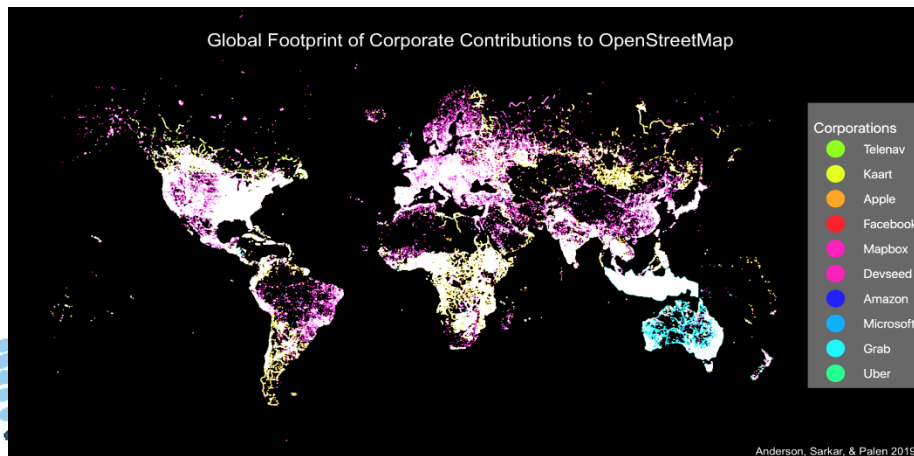 Global Footprint of Corporate Contributions to OpenStreetMap
Corporations
Telenav
Kaart
Apple
Facebook
Mapbox
Devseed
Amazon
Microsoft
Grab
Uber
Anderson, Sarkar, & Palen 2019